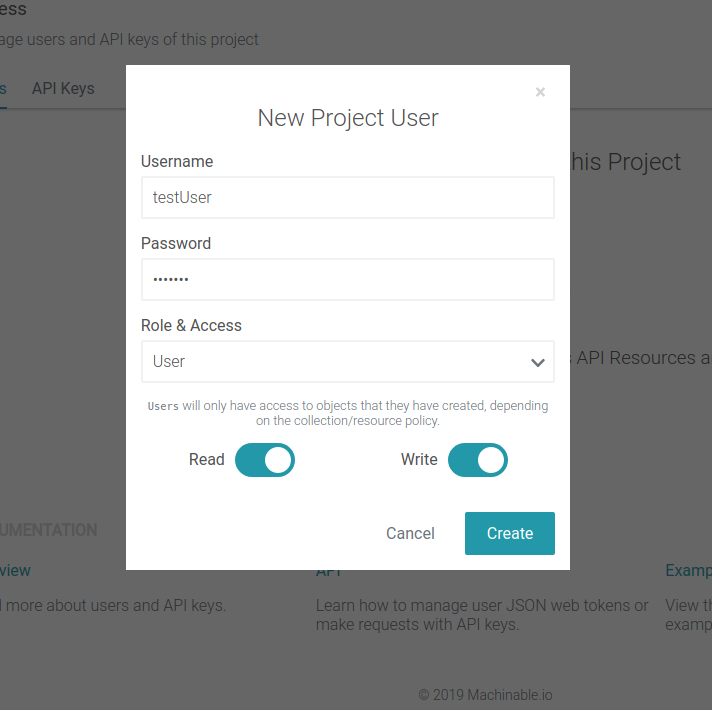 ess
age users and API keys of this project
s API Keys
×
New Project User
his Project
Username
testUser
Password
•••••••
Role & Access
User
s API Resources a
Users will only have access to objects that they have created, depending
on the collection/resource policy.
Read Write
Cancel Create
UMENTATION
view API Examp
more about users and API keys. Learn how to manage user JSON web tokens or View th
make requests with API keys. examp
© 2019 Machinable.io